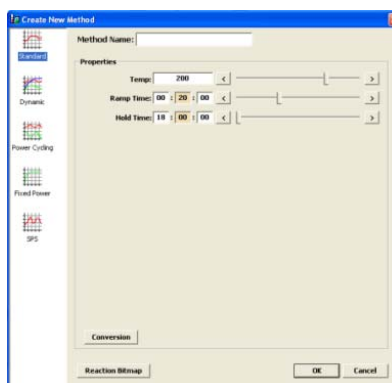 Create New Method
Standard
Dynamic
Power Cycling
Fixed Power
SPS
Method Name:
Properties
Temp: 200 < >
Ramp Time: 00 : 20 : 00 < >
Hold Time: 18 : 00 : 00 < >
Conversion
Reaction Bitmap
OK
Cancel